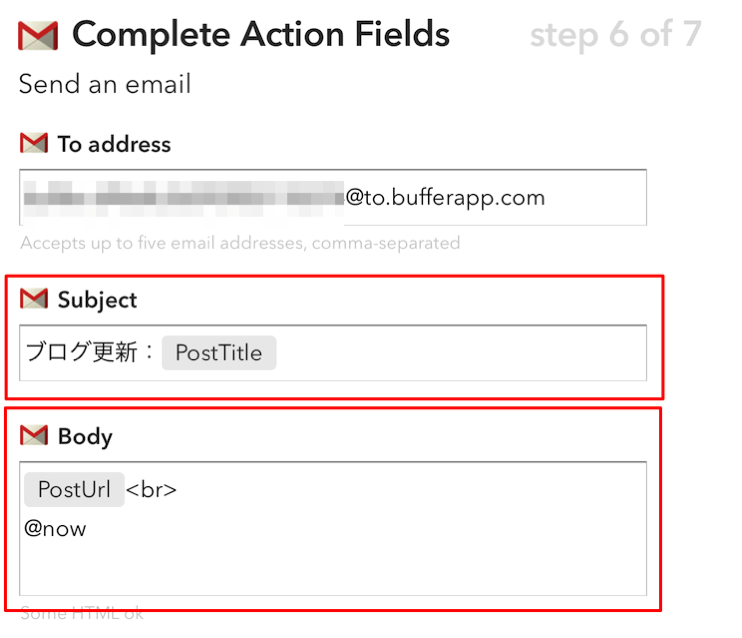 Complete Action Fields step 6 of 7
Send an email
To address
@to.bufferapp.com
Accepts up to five email addresses, comma-separated
Subject
ブログ更新： PostTitle
Body
PostUrl <br>
@now
Some HTML ok